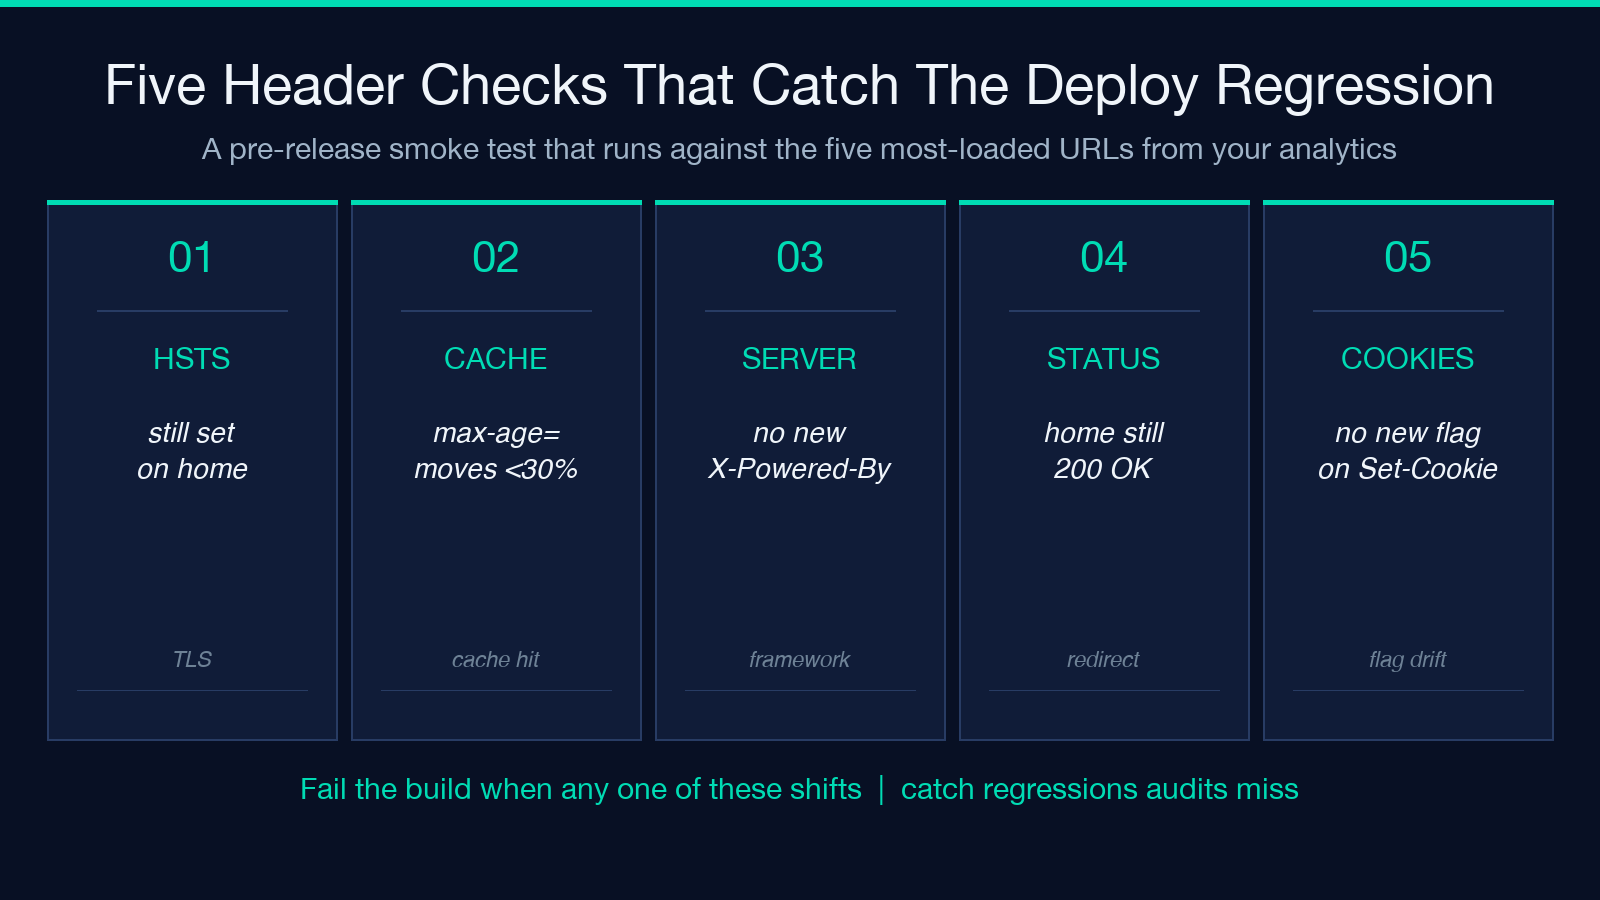 Five Header Checks That Catch The Deploy Regression
A pre-release smoke test that runs against the five most-loaded URLs from your analytics
01
HSTS
still set
on home
TLS
02
CACHE
max-age=
moves <30%
cache hit
03
SERVER
no new
X-Powered-By
framework
04
STATUS
home still
200 OK
redirect
05
COOKIES
no new flag
on Set-Cookie
flag drift
Fail the build when any one of these shifts | catch regressions audits miss